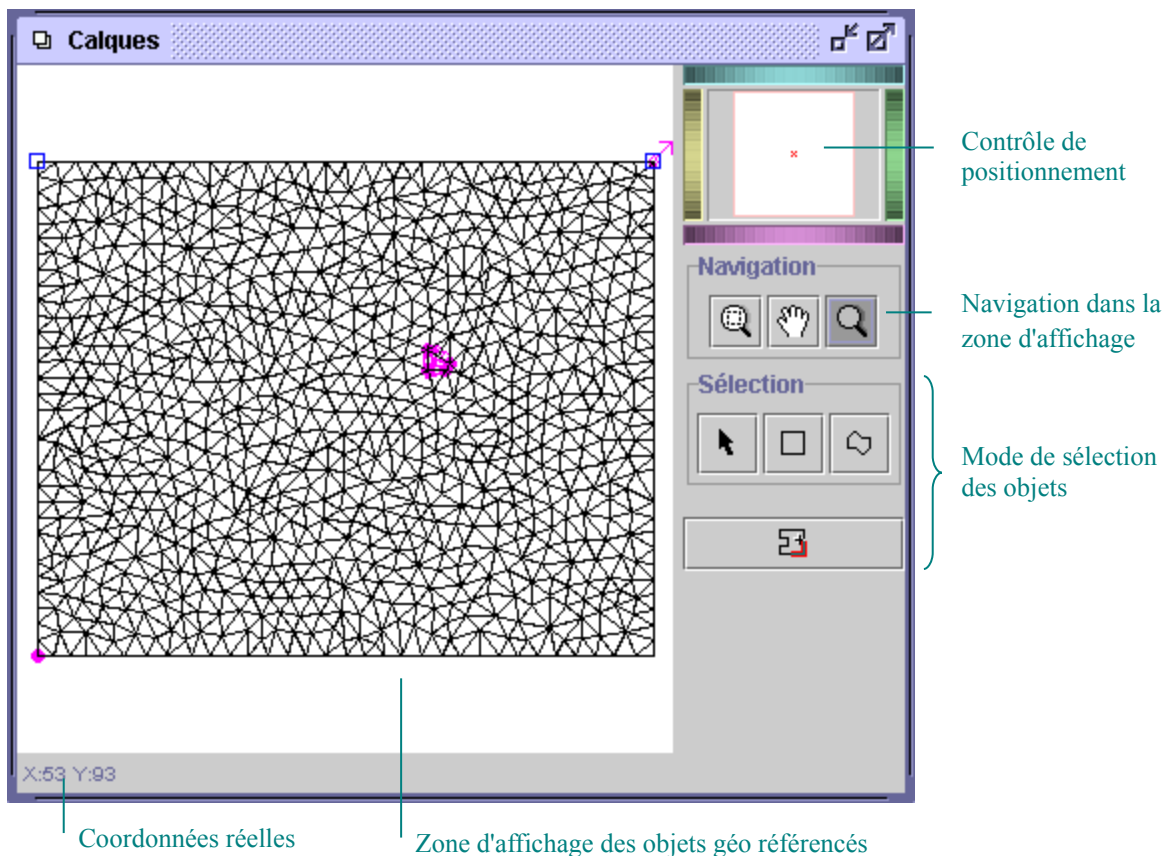 Calques
Contrôle de
positionnement
Navigation
Navigation dans la
zone d'affichage
Sélection
Mode de sélection
des objets
X:53 Y:93
Coordonnées réelles
Zone d'affichage des objets géo référencés